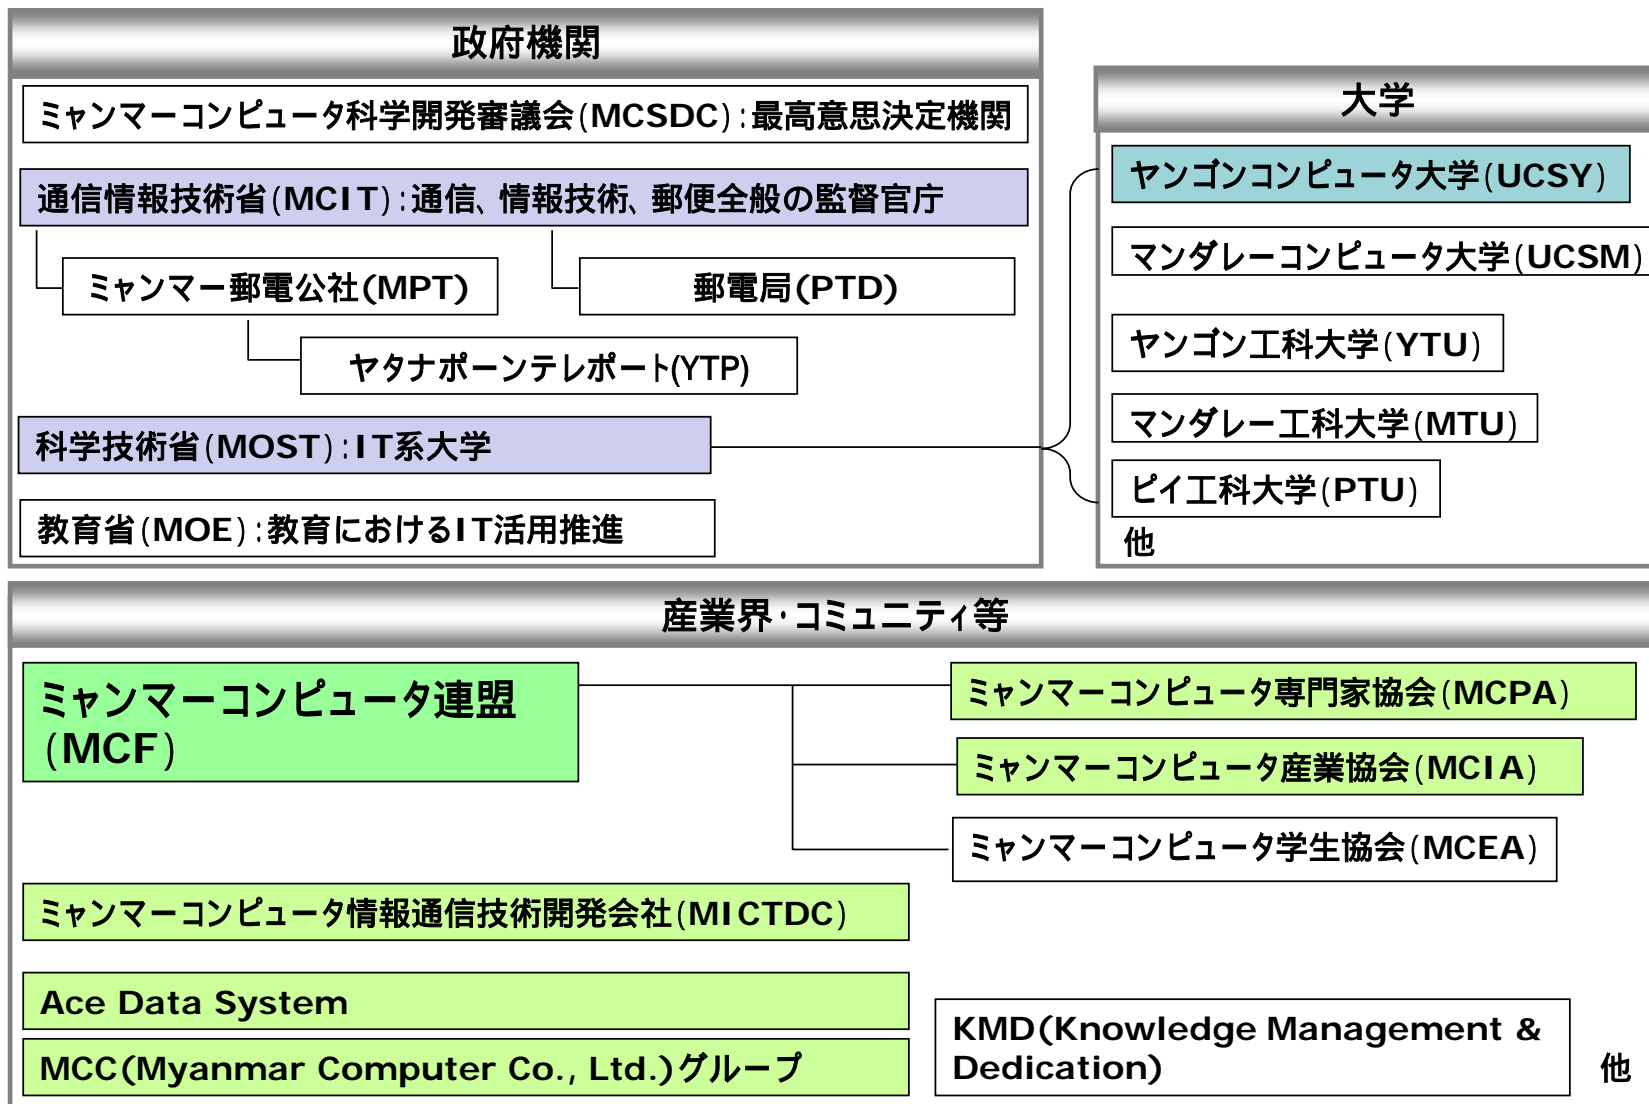 政府機関
ミャンマーコンピュータ科学開発審議会(MCSDC):最高意思決定機関
通信情報技術省(MCIT):通信、情報技術、郵便全般の監督官庁
ミャンマー郵電公社(MPT)
郵電局(PTD)
ヤタナポーンテレポート(YTP)
科学技術省(MOST):IT系大学
教育省(MOE):教育におけるIT活用推進
大学
ヤンゴンコンピュータ大学(UCSY)
マンダレーコンピュータ大学(UCSM)
ヤンゴン工科大学(YTU)
マンダレー工科大学(MTU)
ピイ工科大学(PTU)
他
産業界・コミュニティ等
ミャンマーコンピュータ連盟
(MCF)
ミャンマーコンピュータ専門家協会(MCPA)
ミャンマーコンピュータ産業協会(MCIA)
ミャンマーコンピュータ学生協会(MCEA)
ミャンマーコンピュータ情報通信技術開発会社(MICTDC)
Ace Data System
MCC(Myanmar Computer Co., Ltd.)グループ
KMD(Knowledge Management &
Dedication)
他